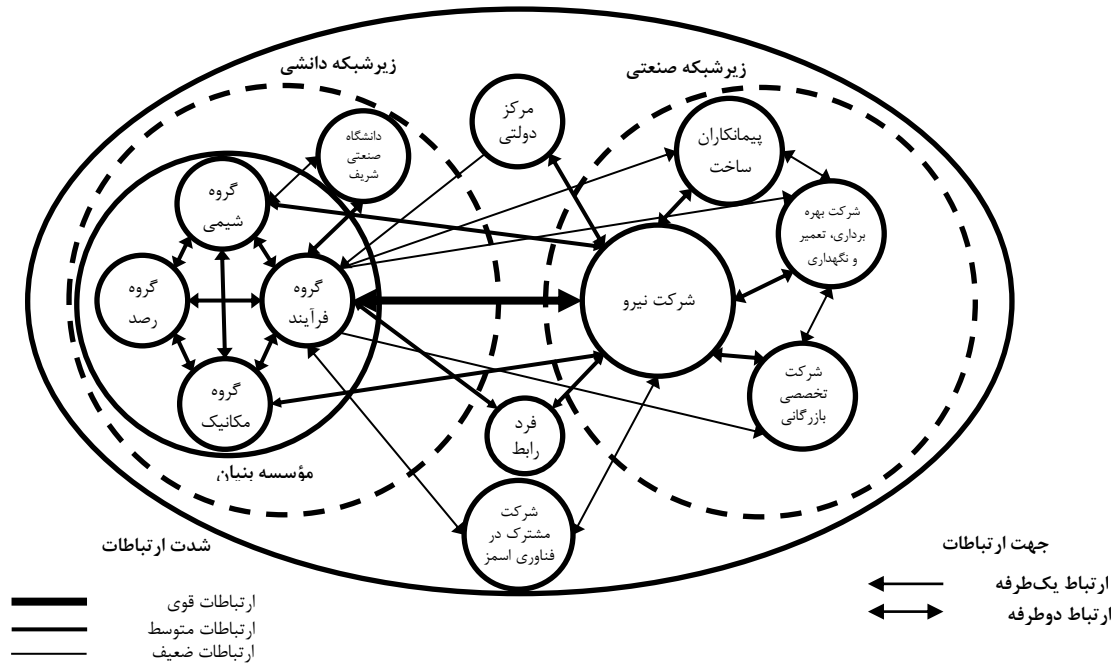 زیرشبکه صنعتی
زیرشبکه دانشی
مرکز
دولتی
پیمانکاران
ساخت
دانشگاه
صنعتی
شریف
گروه
شیمی
شرکت بهره
برداری، تعمیر
و نگهداری
شرکت نیرو
گروه
فرآیند
گروه
رصد
شرکت
تخصصی
بازرگانی
گروه
مکانیک
فرد
رابط
مؤسسه بنیان
شرکت
مشترک در
فناوری اسمز
جهت ارتباطات
ارتباط یک‌طرفه
ارتباط دوطرفه
شدت ارتباطات
ارتباطات قوی
ارتباطات متوسط
ارتباطات ضعیف